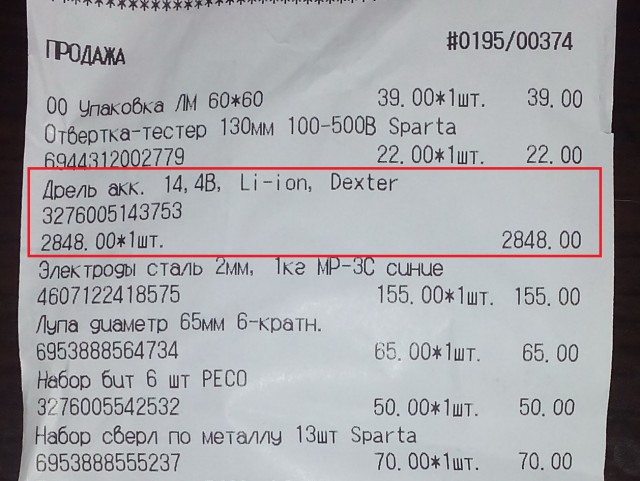 ************************
ПРОДАЖА #0195/00374
00 Упаковка ЛМ 60*60 39.00*1шт. 39.00
Отвертка-тестер 130мм 100-500В Sparta
6944312002779 22.00*1шт. 22.00
Дрель акк. 14,4В, Li-ion, Dexter
3276005143753
2848.00*1шт. 2848.00
Электроды сталь 2мм, 1кг МР-3С синие
4607122418575 155.00*1шт. 155.00
Лупа диаметр 65мм 6-кратн.
6953888564734 65.00*1шт. 65.00
Набор бит 6 шт PECO
3276005542532 50.00*1шт. 50.00
Набор сверл по металлу 13шт Sparta
6953888555237 70.00*1шт. 70.00